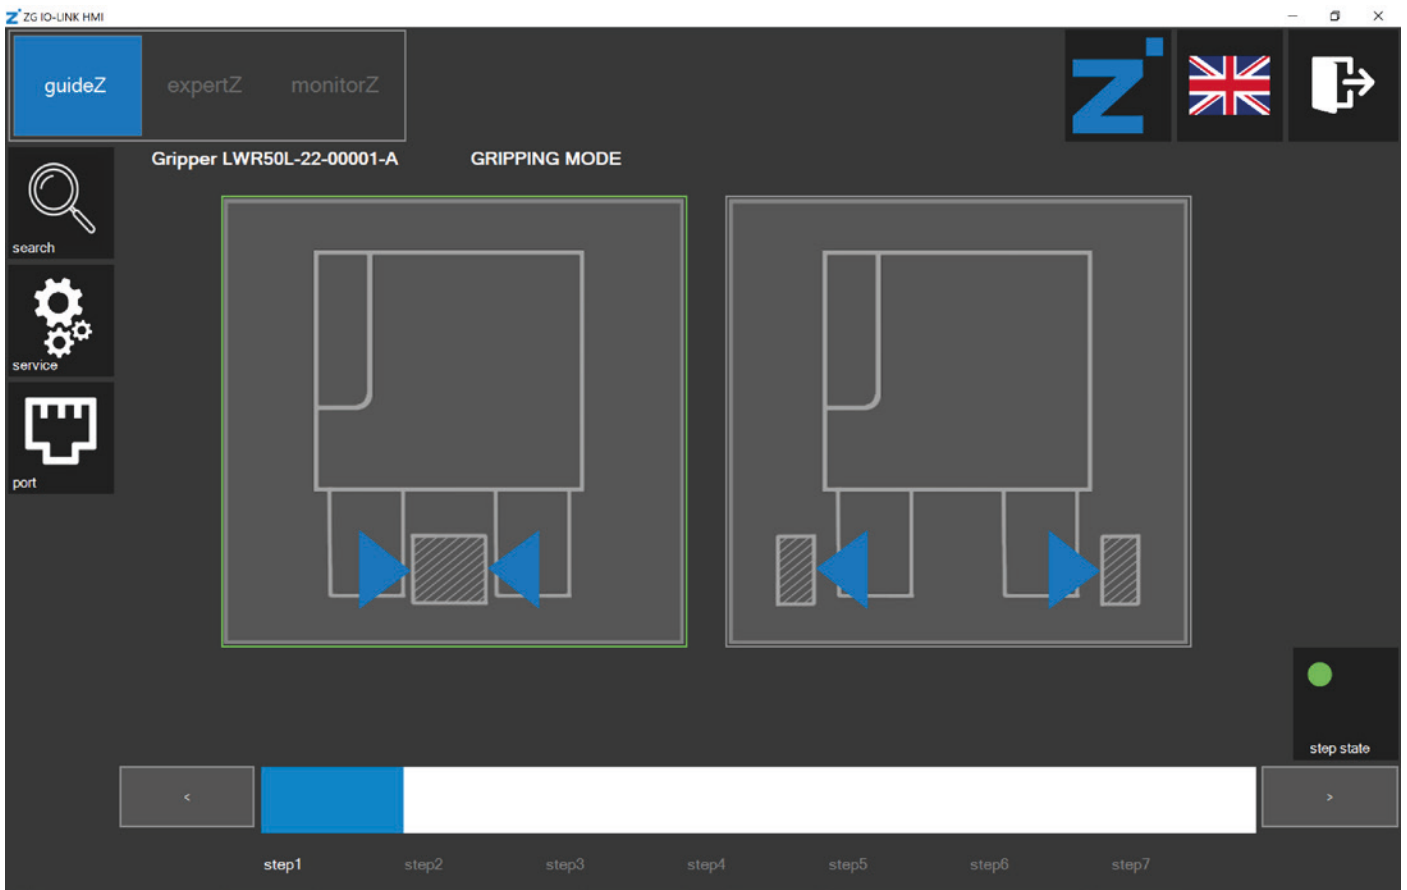 ZG IO-LINK HMI
guideZ expertZ monitorZ
Gripper LWR50L-22-00001-A GRIPPING MODE
search
service
port
step state
< >
step1 step2 step3 step4 step5 step6 step7